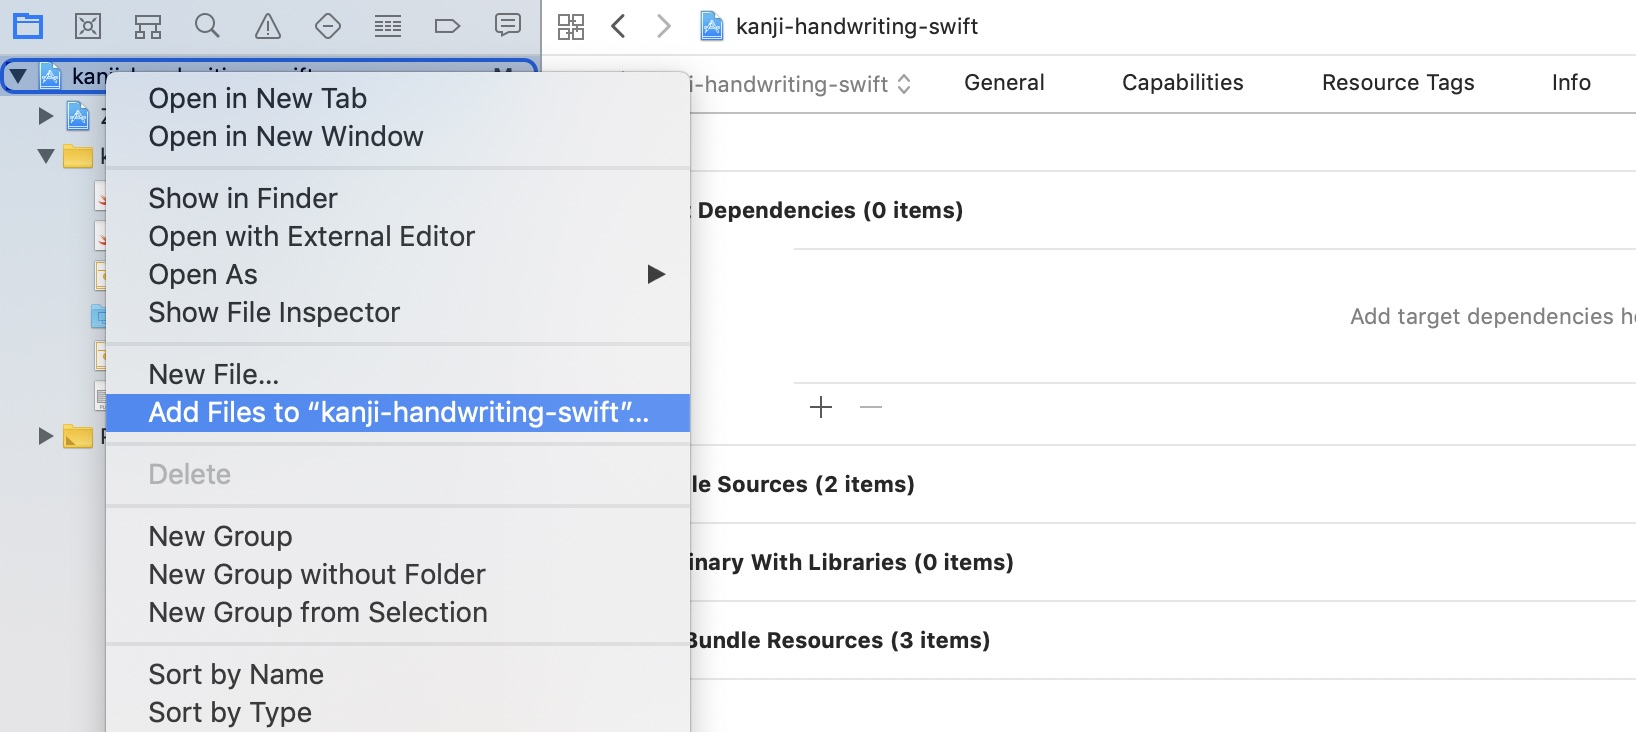 kanji-handwriting-swift
General
Capabilities
Resource Tags
Info
i-handwriting-swift
Open in New Tab
Open in New Window
Show in Finder
Open with External Editor
Open As
Show File Inspector
New File...
Add Files to “kanji-handwriting-swift”...
Delete
New Group
New Group without Folder
New Group from Selection
Sort by Name
Sort by Type
Dependencies (0 items)
Add target dependencies
le Sources (2 items)
inary With Libraries (0 items)
Bundle Resources (3 items)